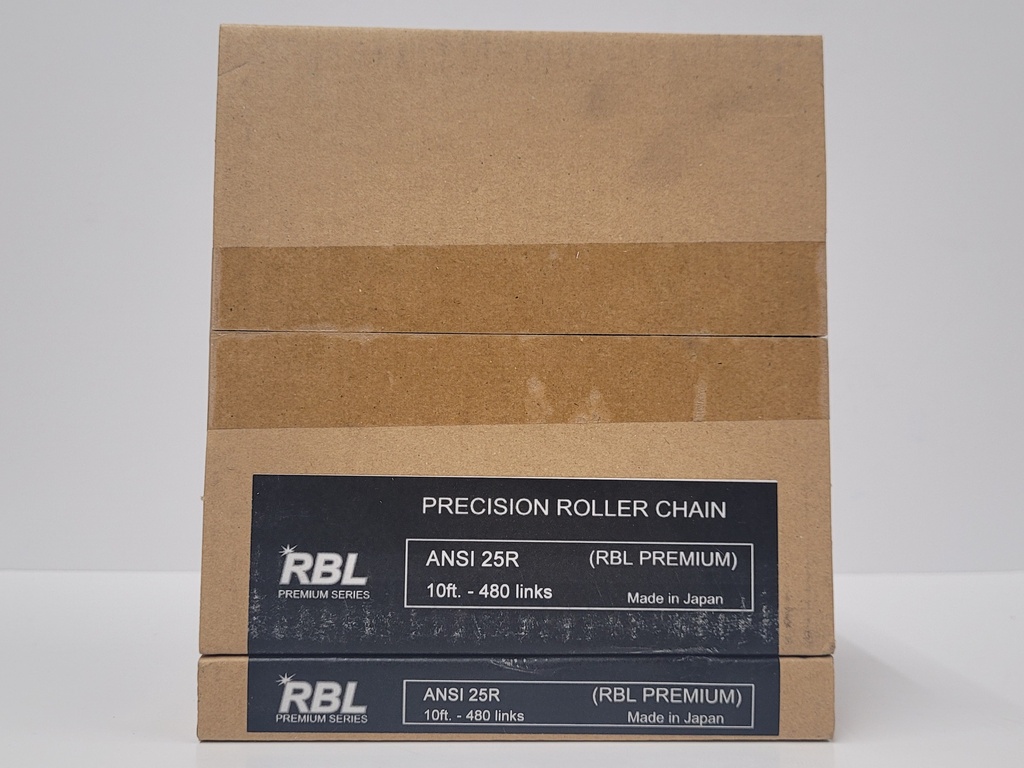 PRECISION ROLLER CHAIN
RBL
PREMIUM SERIES
ANSI 25R (RBL PREMIUM)
10ft. - 480 links Made in Japan
RBL
PREMIUM SERIES
ANSI 25R (RBL PREMIUM)
10ft. - 480 links Made in Japan